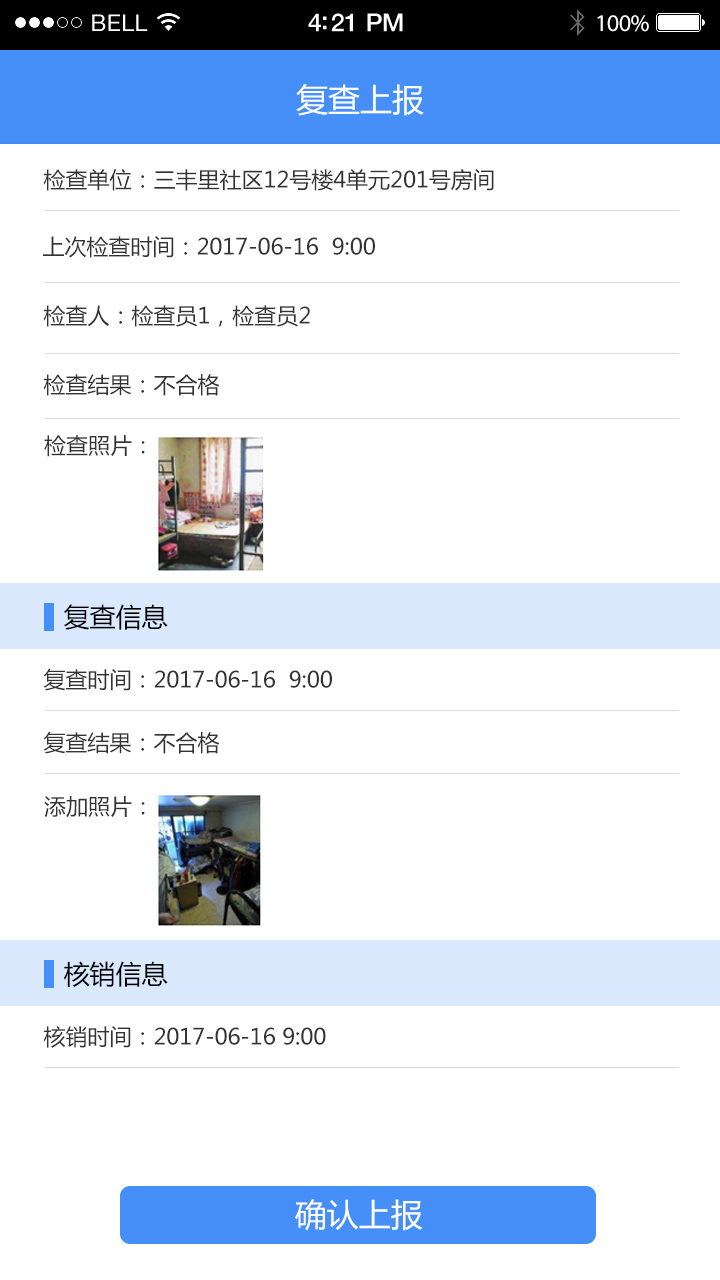 BELL 4:21 PM 100%
复查上报
检查单位：三丰里社区12号楼4单元201号房间
上次检查时间：2017-06-16  9:00
检查人：检查员1，检查员2
检查结果：不合格
检查照片：
复查信息
复查时间：2017-06-16  9:00
复查结果：不合格
添加照片：
核销信息
核销时间：2017-06-16 9:00
确认上报